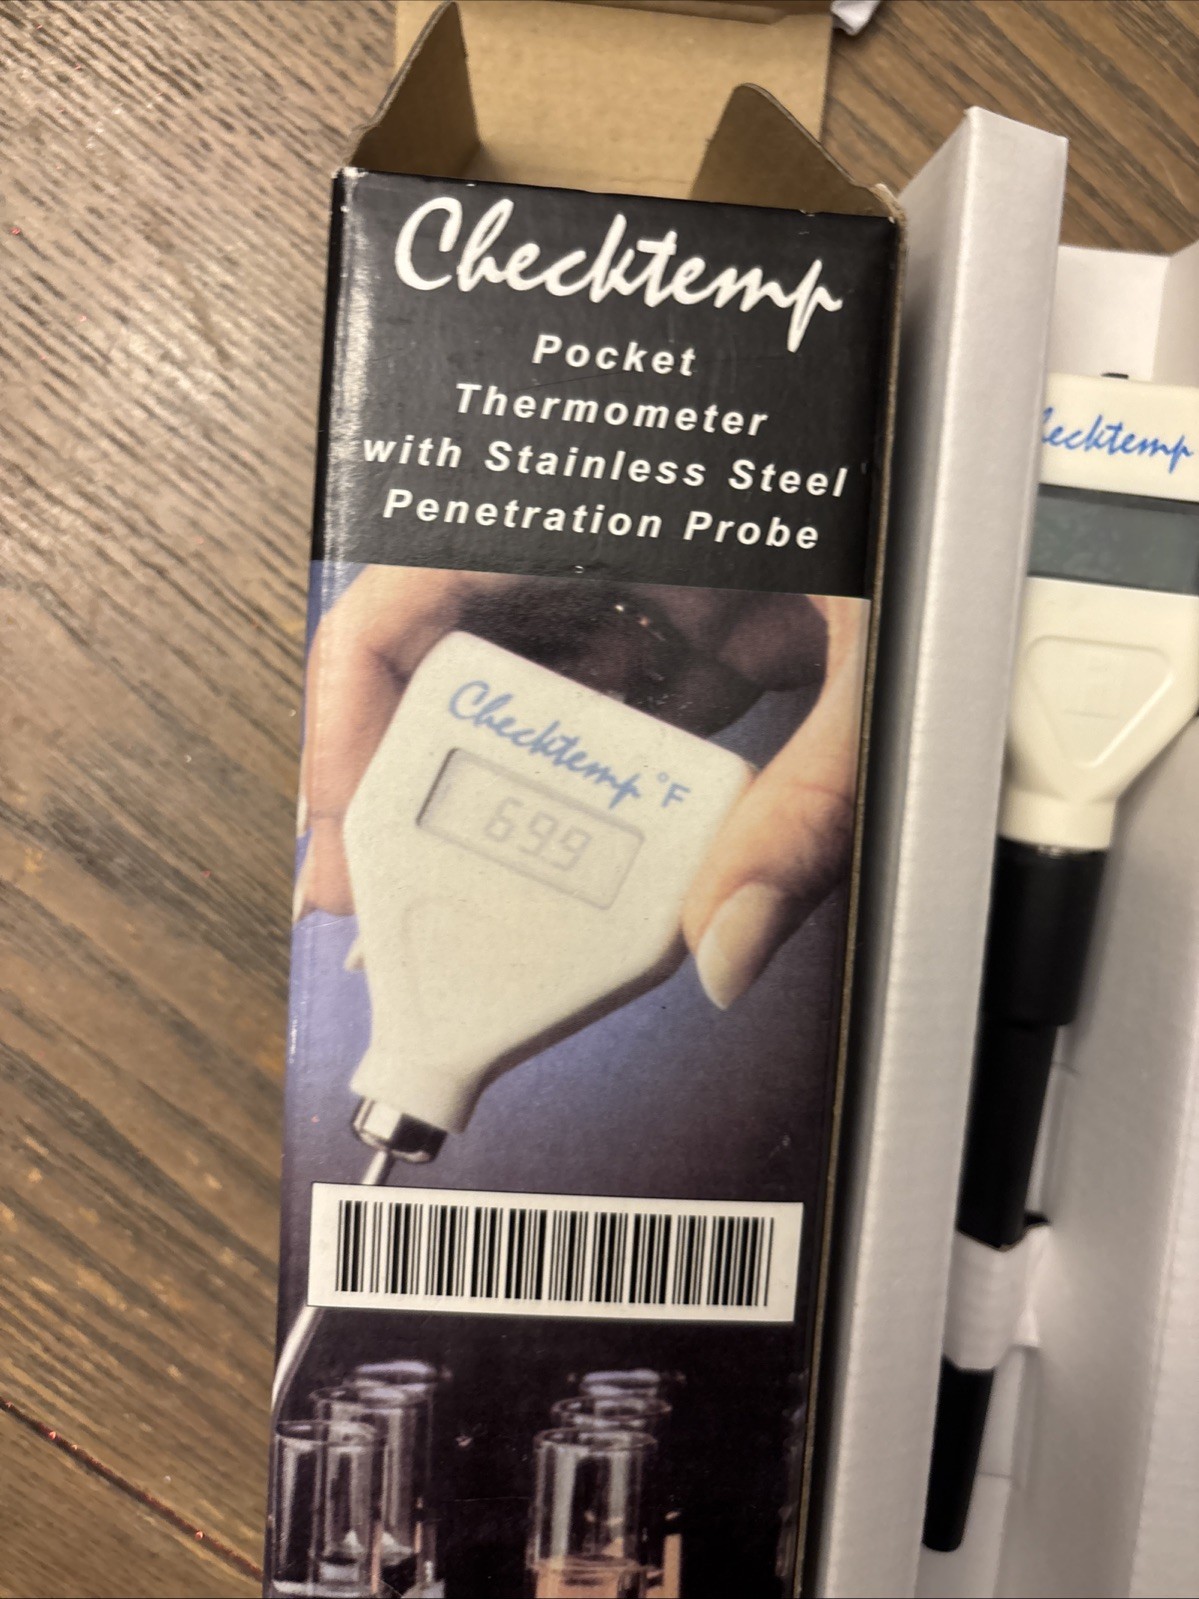 Checktemp
Pocket
Thermometer
with Stainless Steel
Penetration Probe
Checktemp °F
69.9
Checktemp